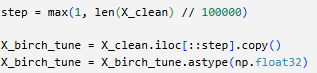 step = max(1, len(X_clean) // 100000)
X_birch_tune = X_clean.iloc[::step].copy()
X_birch_tune = X_birch_tune.astype(np.float32)